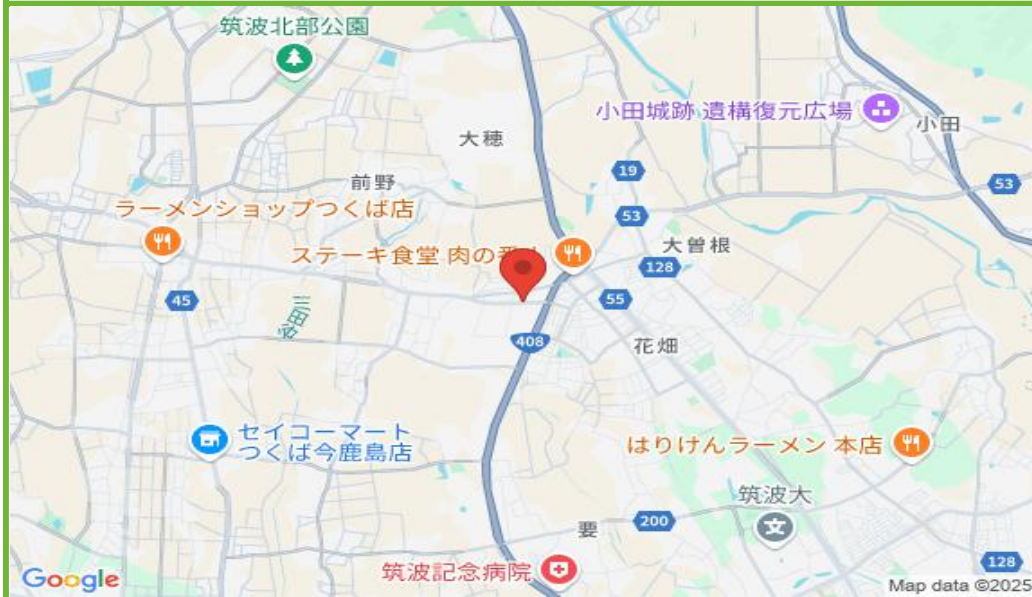 筑波北部公園
小田城跡 遺構復元広場
小田
大穂
19
前野
53
ラーメンショップつくば店
53
大曽根
ステーキ食堂 肉の
128
45
55
408
花畑
セイコーマート
つくば今鹿島店
はりけんラーメン 本店
筑波大
文
200
要
128
筑波記念病院
Google
Map data ©2025